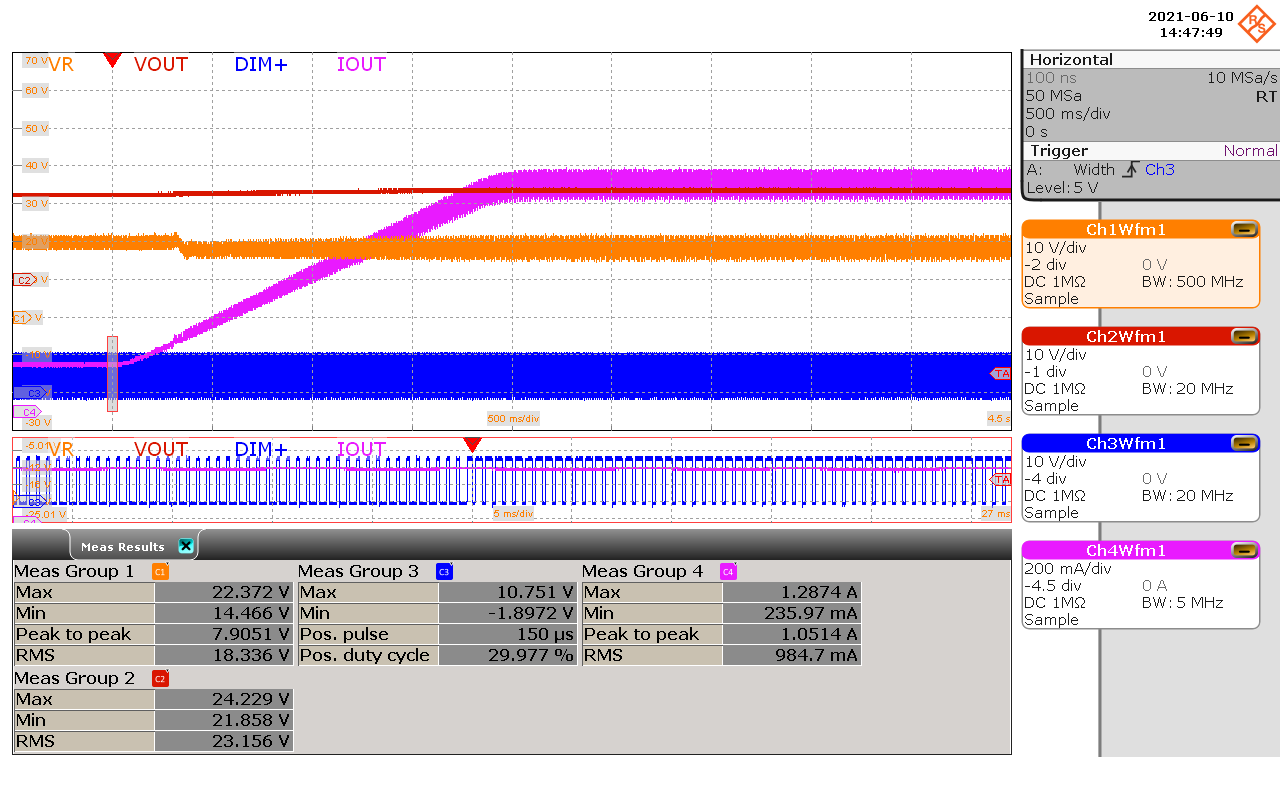 2021-06-10
14:47:49
R S
Horizontal
100 ns 10 MSa/s
50 MSa RT
500 ms/div
0 s
Trigger Normal
A: Width Ch3
Level: 5 V
70 V VR VOUT DIM+ IOUT
60 V
50 V
40 V
30 V
20 V
C2 0 V
C1 V
-10 V
C3
TA
C4
-30 V
500 ms/div 4.5 s
-5.01 VR VOUT DIM+ IOUT
TA
-25.01 V 5 ms/div 27 ms
Ch1Wfm1
10 V/div
-2 div 0 V
DC 1MΩ BW: 500 MHz
Sample
Ch2Wfm1
10 V/div
-1 div 0 V
DC 1MΩ BW: 20 MHz
Sample
Ch3Wfm1
10 V/div
-4 div 0 V
DC 1MΩ BW: 20 MHz
Sample
Ch4Wfm1
200 mA/div
-4.5 div 0 A
DC 1MΩ BW: 5 MHz
Sample
Meas Results
Meas Group 1 C1
Max 22.372 V
Min 14.466 V
Peak to peak 7.9051 V
RMS 18.336 V
Meas Group 3 C3
Max 10.751 V
Min -1.8972 V
Pos. pulse 150 µs
Pos. duty cycle 29.977 %
Meas Group 4 C4
Max 1.2874 A
Min 235.97 mA
Peak to peak 1.0514 A
RMS 984.7 mA
Meas Group 2 C2
Max 24.229 V
Min 21.858 V
RMS 23.156 V